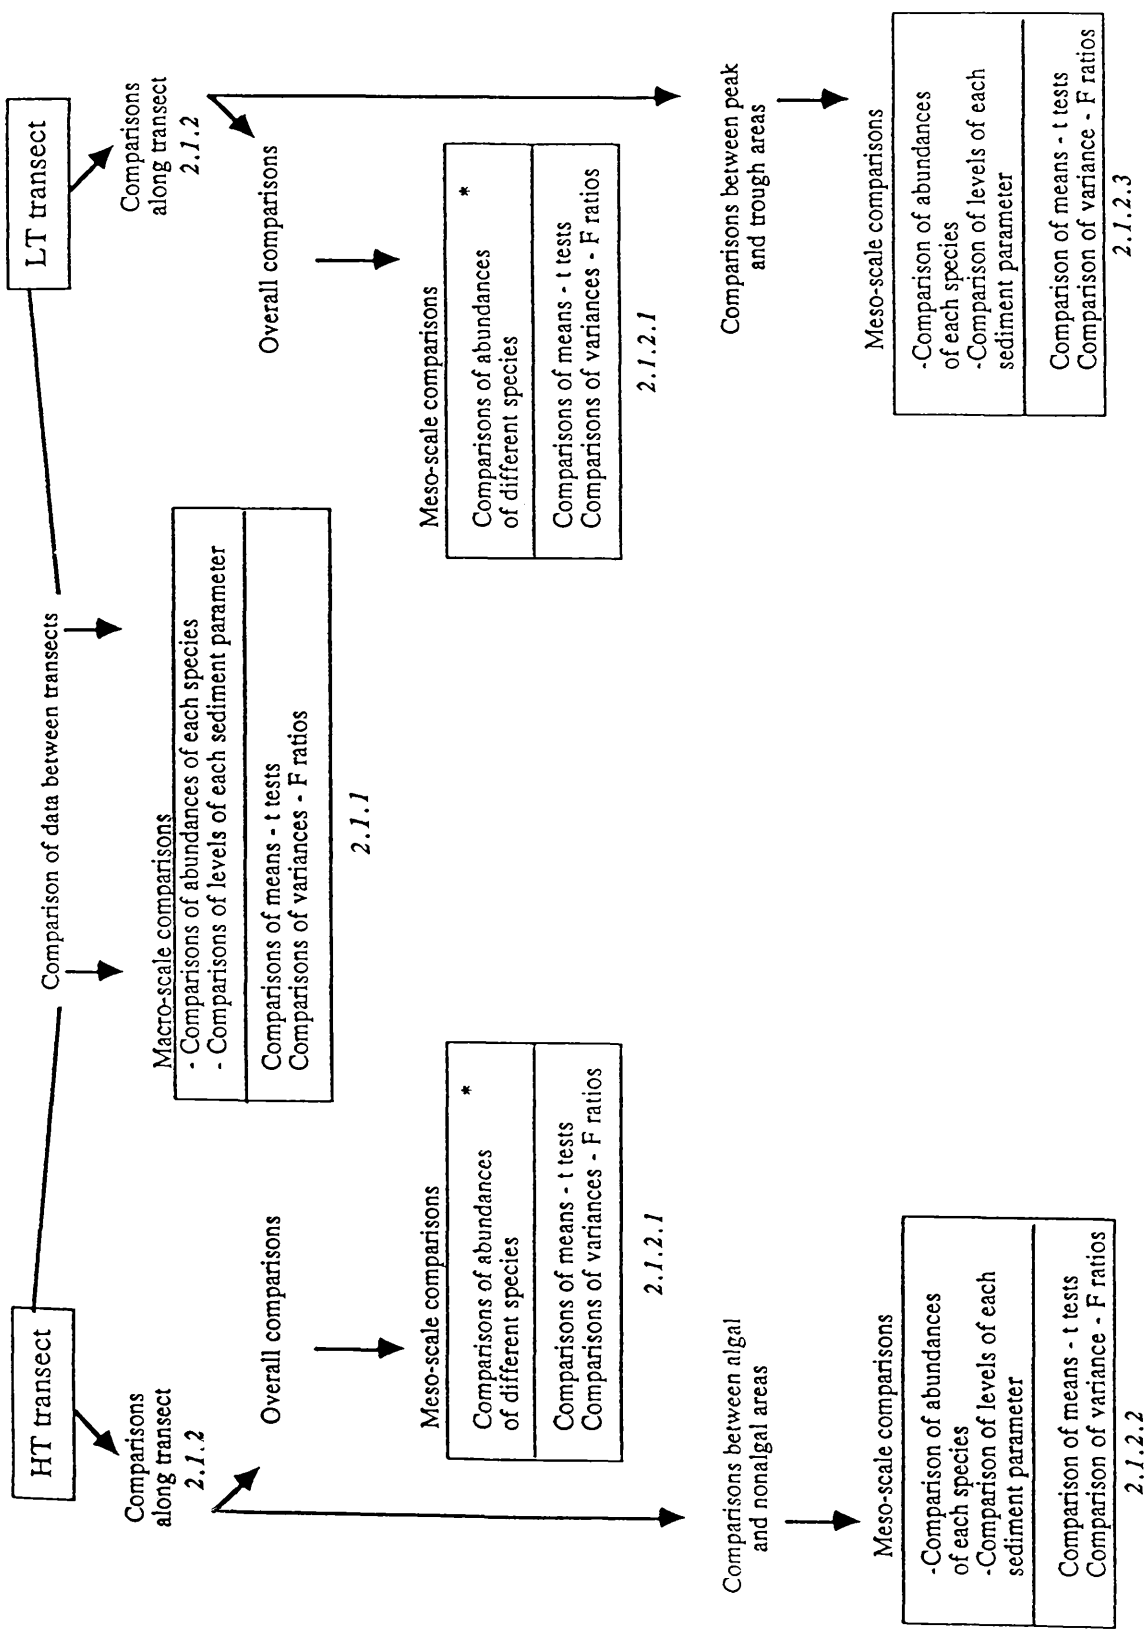 HT transect
LT transect
Comparison of data between transects
Comparisons
along transect
2.1.2
Comparisons
along transect
2.1.2
Macro-scale comparisons
- Comparisons of abundances of each species
- Comparisons of levels of each sediment parameter
Comparisons of means - t tests
Comparisons of variances - F ratios
2.1.1
Overall comparisons
Overall comparisons
Meso-scale comparisons
Comparisons of abundances *
of different species
Comparisons of means - t tests
Comparisons of variances - F ratios
2.1.2.1
Meso-scale comparisons
Comparisons of abundances *
of different species
Comparisons of means - t tests
Comparisons of variances - F ratios
2.1.2.1
Comparisons between algal
and nonalgal areas
Comparisons between peak
and trough areas
Meso-scale comparisons
-Comparison of abundances
of each species
-Comparison of levels of each
sediment parameter
Comparison of means - t tests
Comparison of variance - F ratios
2.1.2.2
Meso-scale comparisons
-Comparison of abundances
of each species
-Comparison of levels of each
sediment parameter
Comparison of means - t tests
Comparison of variance - F ratios
2.1.2.3